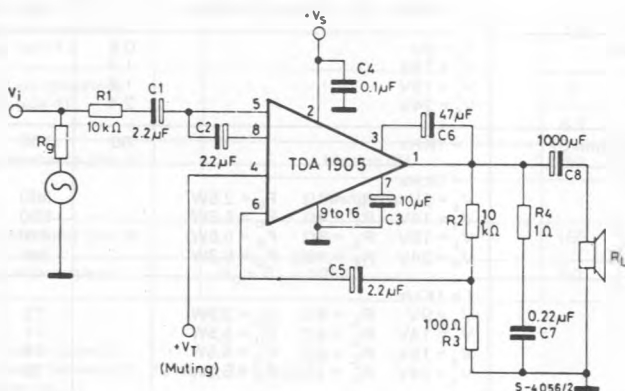 +Vs
C4
0.1µF
Vi
R1
10kΩ
C1
2.2µF
C2
2.2µF
Rg
5
8
4
6
2
TDA 1905
3
1
7
9to16
47µF
C6
10µF
C3
1000µF
C8
R2
10
kΩ
R4
1Ω
RL
C5
2.2µF
100Ω
R3
0.22µF
C7
+VT
(Muting)
S-4056/2